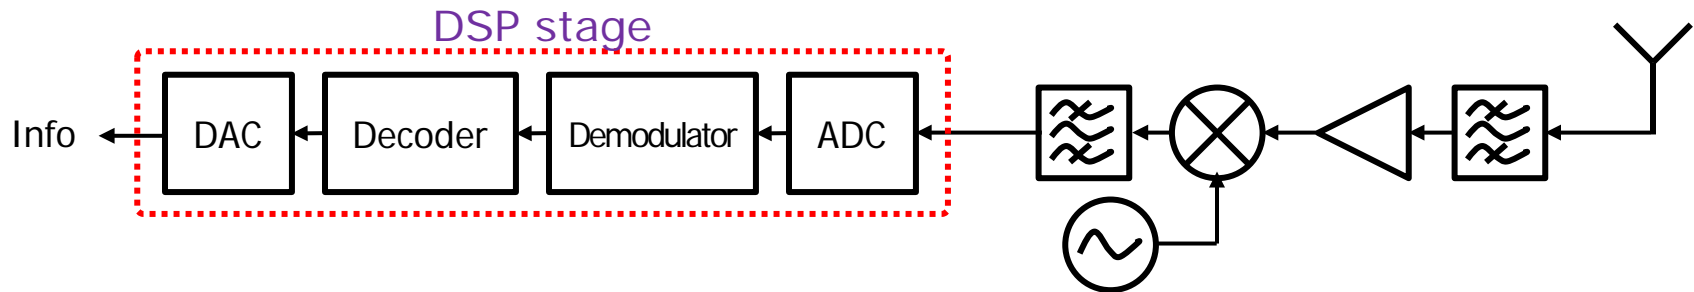 DSP stage
Info
DAC
Decoder
Demodulator
ADC